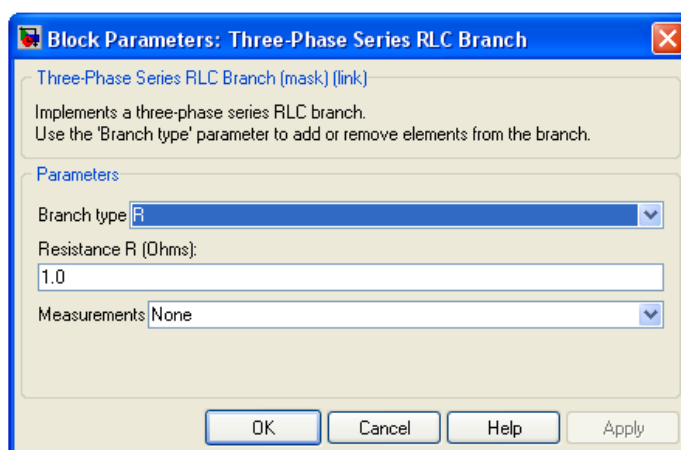 Block Parameters: Three-Phase Series RLC Branch
Three-Phase Series RLC Branch (mask) (link)
Implements a three-phase series RLC branch.
Use the 'Branch type' parameter to add or remove elements from the branch.
Parameters
Branch type R
Resistance R (Ohms):
1.0
Measurements None
OK Cancel Help Apply